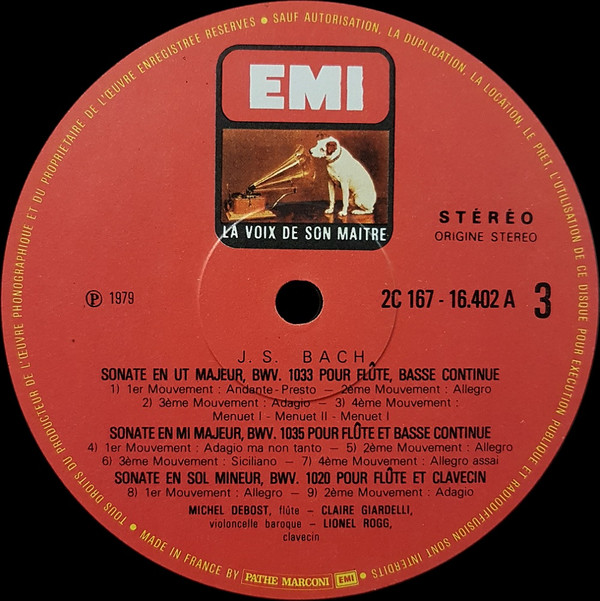 EMI
LA VOIX DE SON MAITRE
STÉRÉO
ORIGINE STEREO
℗ 1979
2C 167 - 16.402 A 3
J. S. BACH
SONATE EN UT MAJEUR, BWV. 1033 POUR FLÛTE, BASSE CONTINUE
1) 1er Mouvement : Andante - Presto — 2ème Mouvement : Allegro
2) 3ème Mouvement : Adagio — 3) 4ème Mouvement :
Menuet I - Menuet II - Menuet I
SONATE EN MI MAJEUR, BWV. 1035 POUR FLÛTE ET BASSE CONTINUE
4) 1er Mouvement : Adagio ma non tanto — 5) 2ème Mouvement : Allegro
6) 3ème Mouvement : Siciliano — 7) 4ème Mouvement : Allegro assai
SONATE EN SOL MINEUR, BWV. 1020 POUR FLÛTE ET CLAVECIN
8) 1er Mouvement : Allegro — 9) 2ème Mouvement : Adagio
MICHEL DEBOST, flûte - CLAIRE GIARDELLI,
violoncelle baroque - LIONEL ROGG,
clavecin
TOUS DROITS DU PRODUCTEUR DE L'ŒUVRE PHONOGRAPHIQUE ET DU PROPRIETAIRE DE L'ŒUVRE ENREGISTREE RESERVES • SAUF AUTORISATION, LA DUPLICATION, LA LOCATION, LE PRÊT, L'UTILISATION DE CE DISQUE POUR EXECUTION PUBLIQUE ET RADIODIFFUSION SONT INTERDITS •
MADE IN FRANCE BY PATHE MARCONI EMI •